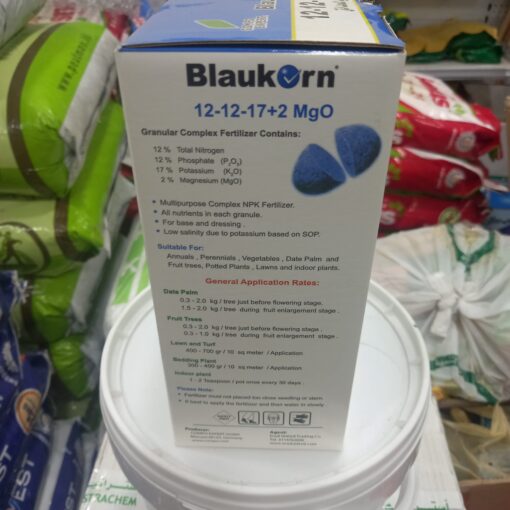 12-12-
Blaukorn
12-12-17+2 MgO
Granular Complex Fertilizer Contains:
12 % Total Nitrogen
12 % Phosphate (P2O5)
17 % Potassium (K2O)
2 % Magnesium (MgO)
* Multipurpose Complex NPK Fertilizer.
* All nutrients in each granule.
* For base and dressing .
* Low salinity due to potassium based on SOP.
Suitable For:
Annuals , Perennials , Vegetables , Date Palm and
Fruit trees, Potted Plants , Lawns and indoor plants.
General Application Rates:
Date Palm
0.3 - 2.0 kg / tree just before flowering stage .
1.5 - 2.0 kg / tree during fruit enlargement stage .
Fruit Trees
0.3 - 2.0 kg / tree just before flowering stage .
0.3 - 1.0 kg / tree during fruit enlargement stage .
Lawn and Turf
400 - 700 gr / 10 sq meter / Application
Bedding Plant
300 - 400 gr / 10 sq meter / Application
Indoor plant
1 - 2 Teaspoon / pot once every 30 days .
Please Note:
* Fertilizer must not placed too close seedling or stem
* It best to apply the fertilizer and then water in slowly
Producer:
Agent:
EST
STRACHEM